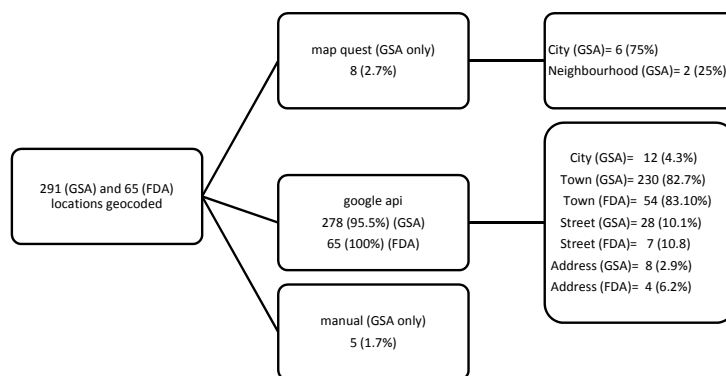 map quest (GSA only)
8 (2.7%)
City (GSA)= 6 (75%)
Neighbourhood (GSA)= 2 (25%)
291 (GSA) and 65 (FDA)
locations geocoded
google api
278 (95.5%) (GSA)
65 (100%) (FDA)
City (GSA)= 12 (4.3%)
Town (GSA)= 230 (82.7%)
Town (FDA)= 54 (83.10%)
Street (GSA)= 28 (10.1%)
Street (FDA)= 7 (10.8)
Address (GSA)= 8 (2.9%)
Address (FDA)= 4 (6.2%)
manual (GSA only)
5 (1.7%)